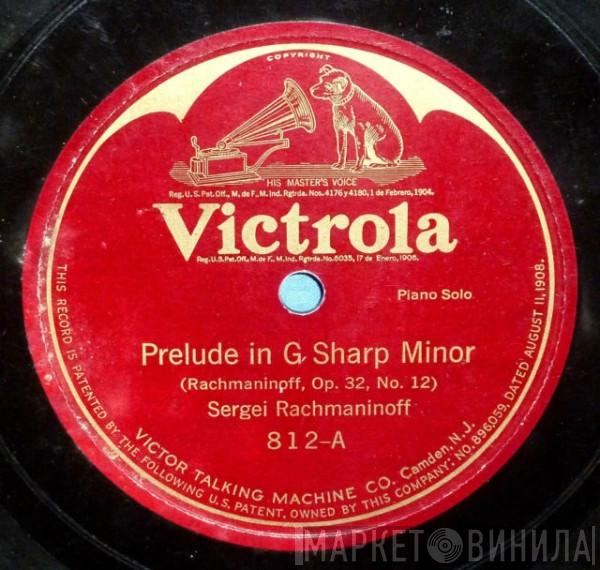 COPYRIGHT
HIS MASTER'S VOICE
Reg. U.S. Pat. Off., M. de F., M. Ind. Rgtrda. Nos. 4176 y 4180, 1 de Febrero, 1904.
Victrola
Reg. U.S. Pat. Off., M. de F., M. Ind. Rgtrda. No. 6035, 17 de Enero, 1906.
Piano Solo
Prelude in G Sharp Minor
(Rachmaninoff, Op. 32, No. 12)
Sergei Rachmaninoff
812-A
VICTOR TALKING MACHINE CO. Camden, N.J.
THIS RECORD IS PATENTED BY THE FOLLOWING U.S. PATENT, OWNED BY THIS COMPANY: NO. 896,059, DATED AUGUST 11, 1908.
МАРКЕТ ВИНИЛА